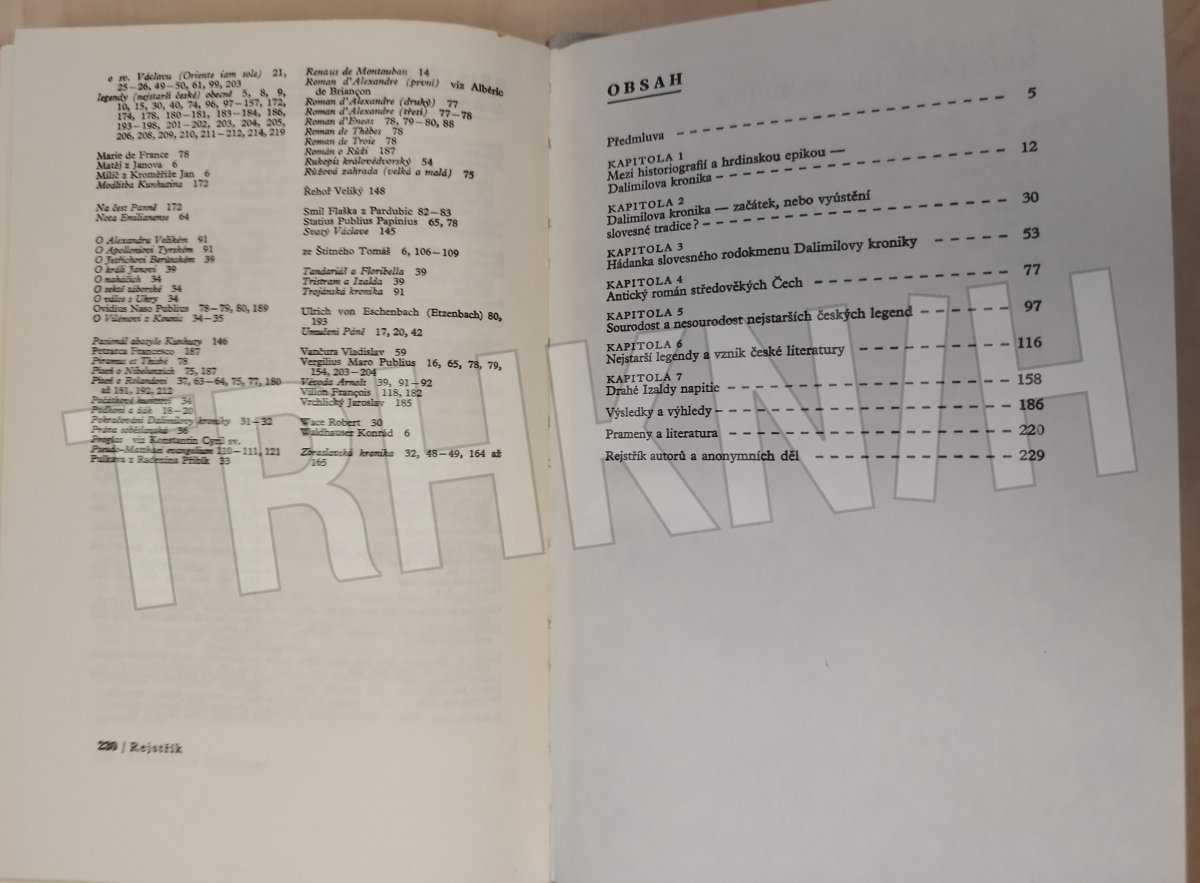 o sv. Václavu (Oriente iam sole) 21,
25–26, 49–50, 61, 99, 203
legendy (nejstarší české) obecně 5, 8, 9,
10, 15, 30, 40, 74, 96, 97–157, 172,
174, 178, 180–181, 183–184, 186,
193–198, 201–202, 203, 204, 205,
206, 208, 209, 210, 211–212, 214, 219
Marie de France 78
Matěj z Janova 6
Milíč z Kroměříže Jan 6
Modlitba Kunhutina 172
Na čest Panně 172
Nota Emilianense 64
O Alexandru Velikém 91
O Apolloniovi Tyrském 91
O Jetřichovi Berúnském 39
O králi Janovi 39
O naháčích 34
O sektě táborské 34
O válce z Uhry 34
Ovidius Naso Publius 78–79, 80, 189
O Vilémovi z Kounic 34–35
Pasionál abatyše Kunhuty 146
Petrarca Francesco 187
Piramus et Tisbé 78
Píseň o Nibelunzích 75, 187
Píseň o Rolandovi 37, 63–64, 75, 77, 180
až 181, 192, 212
Počátkové husitství 34
Podkoní a žák 18–20
Pokračování Dalimilovy kroniky 31–32
Práva soběslavská 36
Proglas viz Konstantin Cyril sv.
Pseudo-Matthaei evangelium 110–111, 121
Pulkava z Radenína Přibík 33
230 / Rejstřík
Renaus de Montauban 14
Roman d'Alexandre (první) viz Albéric
de Briançon
Roman d'Alexandre (druhý) 77
Roman d'Alexandre (třetí) 77–78
Roman d'Eneas 78, 79–80, 88
Roman de Thèbes 78
Roman de Troie 78
Román o Růži 187
Rukopis královédvorský 54
Růžová zahrada (velká a malá) 75
Řehoř Veliký 148
Smil Flaška z Pardubic 82–83
Statius Publius Papinius 65, 78
Svatý Václave 145
ze Štítného Tomáš 6, 106–109
Tandariáš a Floribella 39
Tristram a Izalda 39
Trojánská kronika 91
Ulrich von Eschenbach (Etzenbach) 80,
193
Umučení Páně 17, 20, 42
Vančura Vladislav 59
Vergilius Maro Publius 16, 65, 78, 79,
154, 203–204
Vévoda Arnošt 39, 91–92
Villon François 118, 182
Vrchlický Jaroslav 185
Wace Robert 30
Waldhauser Konrád 6
Zbraslavská kronika 32, 48–49, 164 až
165
OBSAH
Předmluva 5
KAPITOLA 1
Mezi historiografií a hrdinskou epikou —
Dalimilova kronika 12
KAPITOLA 2
Dalimilova kronika — začátek, nebo vyústění
slovesné tradice? 30
KAPITOLA 3
Hádanka slovesného rodokmenu Dalimilovy kroniky 53
KAPITOLA 4
Antický román středověkých Čech 77
KAPITOLA 5
Sourodost a nesourodost nejstarších českých legend 97
KAPITOLA 6
Nejstarší legendy a vznik české literatury 116
KAPITOLA 7
Drahé Izaldy napitie 158
Výsledky a výhledy 186
Prameny a literatura 220
Rejstřík autorů a anonymních děl 229
TRHKNIH